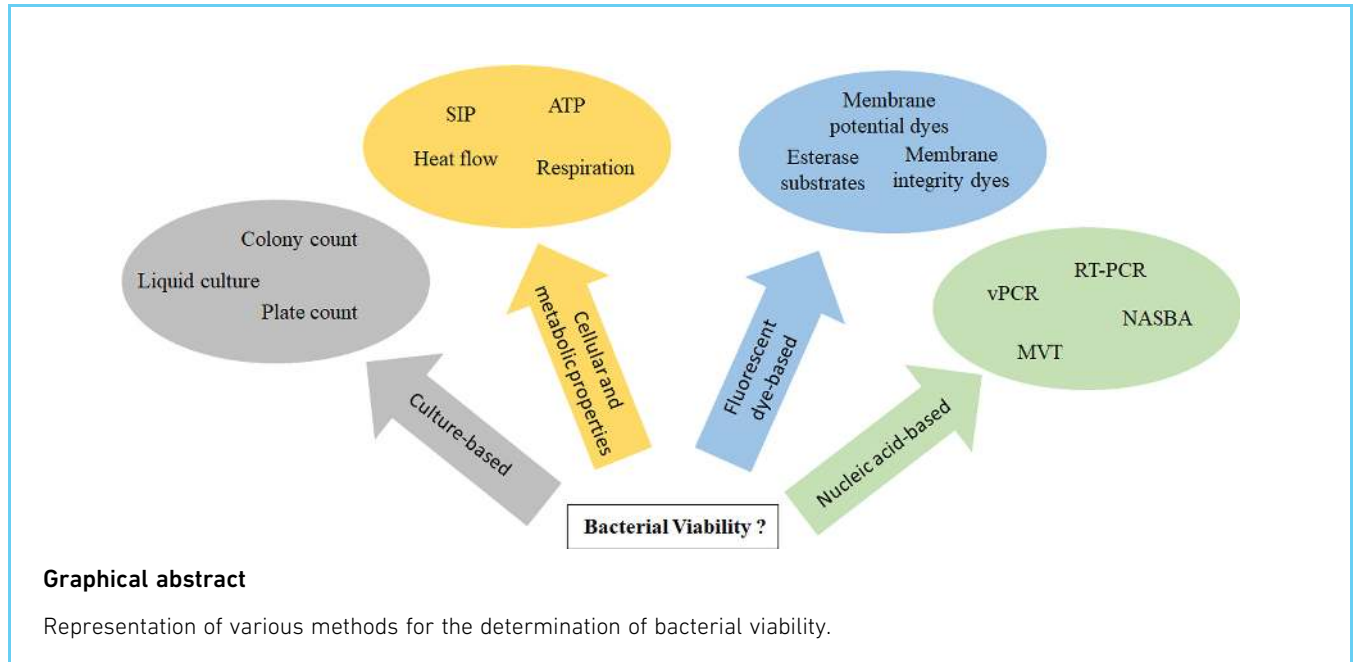 SIP
ATP
Heat flow
Respiration
Membrane
potential dyes
Esterase
substrates
Membrane
integrity dyes
Colony count
Liquid culture
Plate count
RT-PCR
vPCR
NASBA
MVT
Culture-based
Cellular and
metabolic properties
Fluorescent
dye-based
Nucleic acid-based
Bacterial Viability ?
Graphical abstract
Representation of various methods for the determination of bacterial viability.